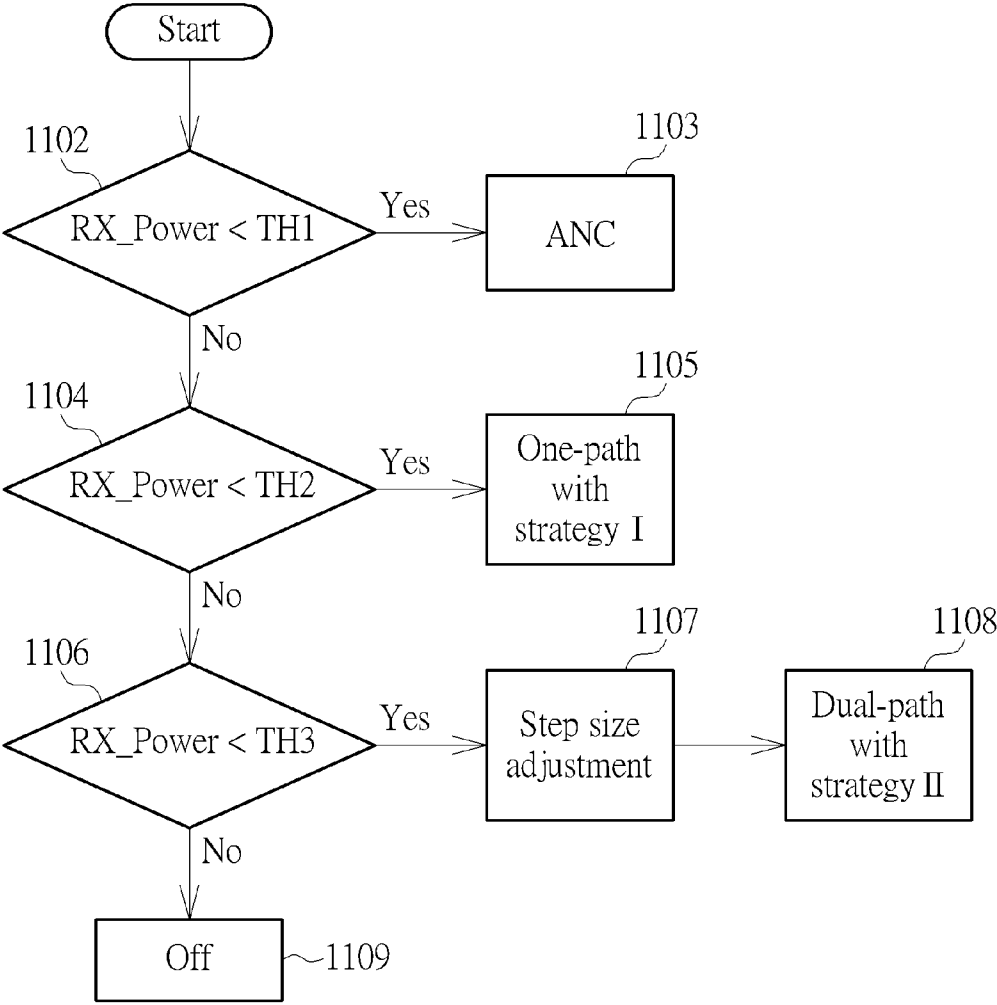 Start
1102
RX_Power < TH1
Yes
1103
ANC
No
1104
RX_Power < TH2
Yes
1105
One-path
with
strategy I
No
1106
RX_Power < TH3
Yes
1107
Step size
adjustment
1108
Dual-path
with
strategy II
No
Off
1109